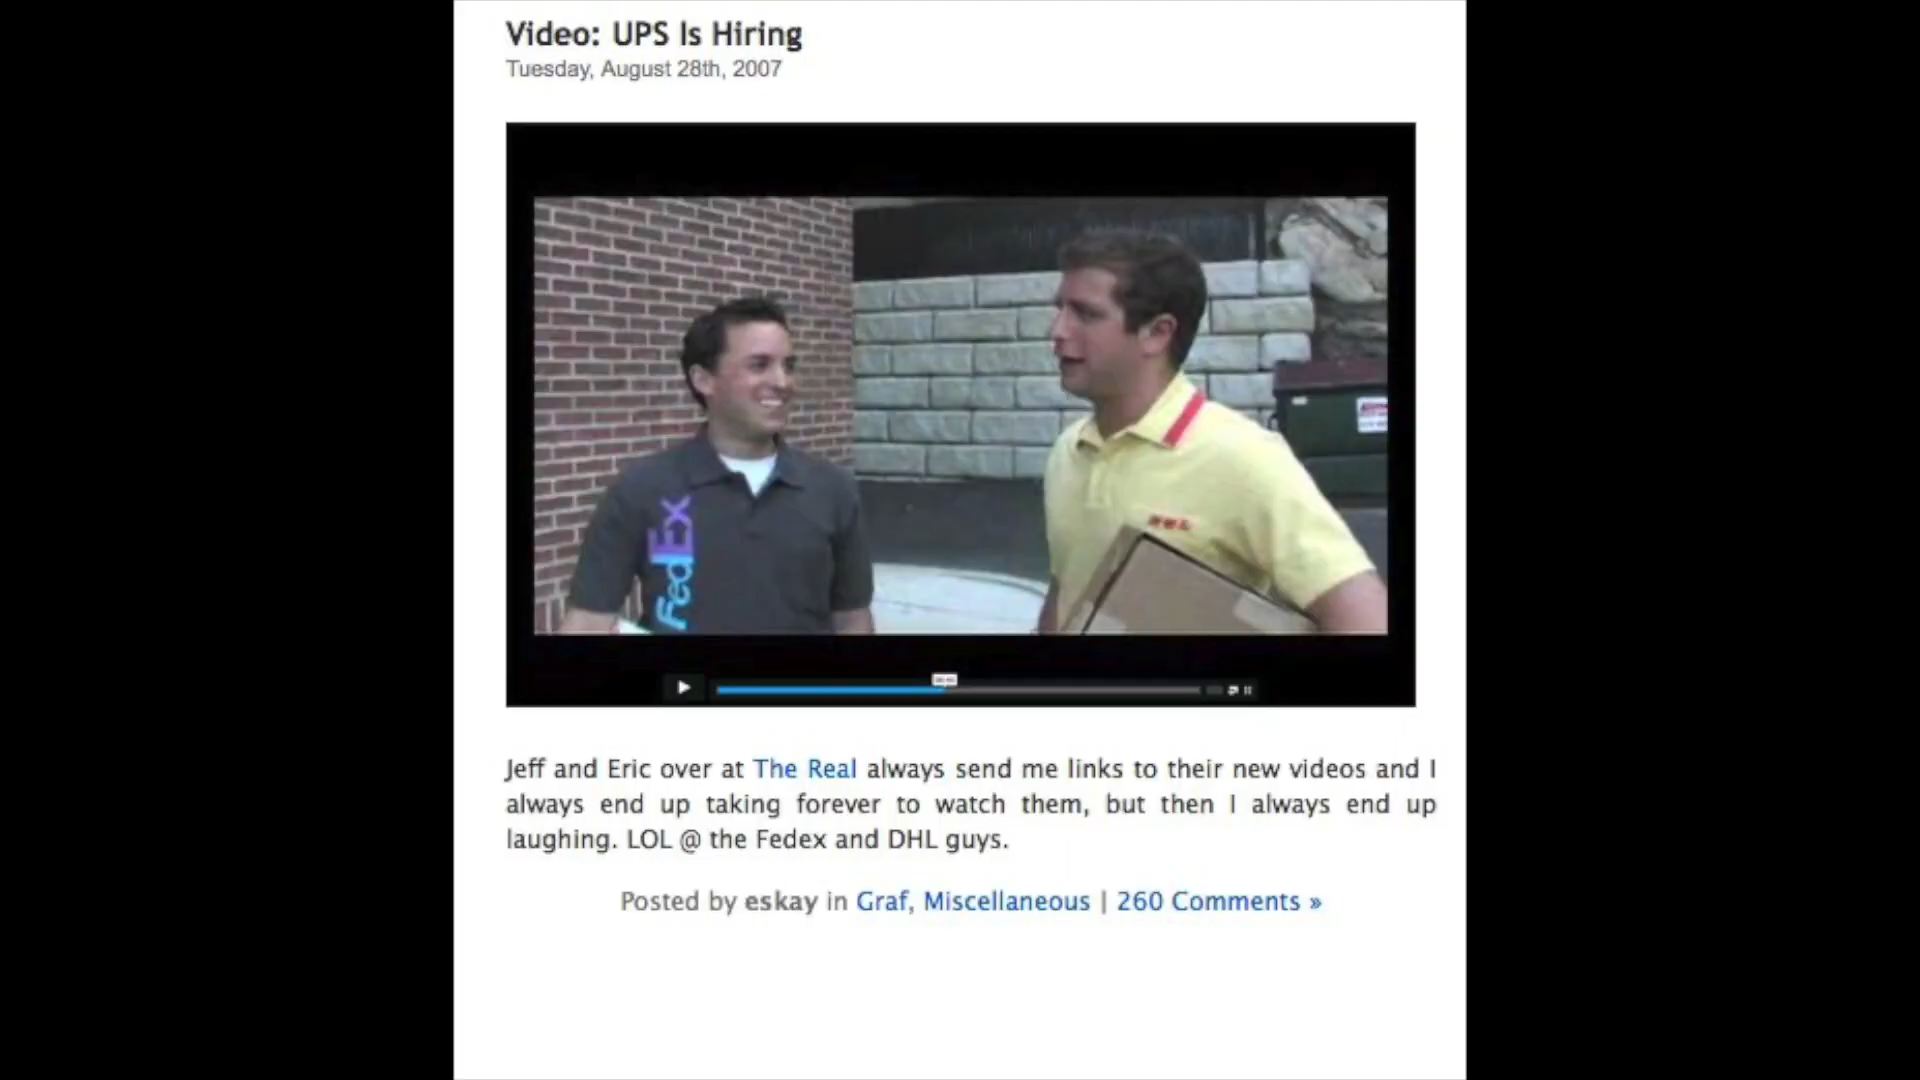 Video: UPS Is Hiring
Tuesday, August 28th, 2007
FedEx
Jeff and Eric over at The Real always send me links to their new videos and I
always end up taking forever to watch them, but then I always end up
laughing. LOL @ the Fedex and DHL guys.
Posted by eskay in Graf, Miscellaneous | 260 Comments »